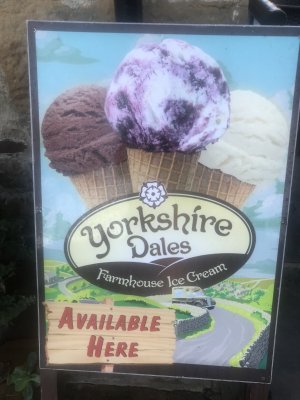 Yorkshire
Dales
Farmhouse Ice Cream
AVAILABLE
HERE